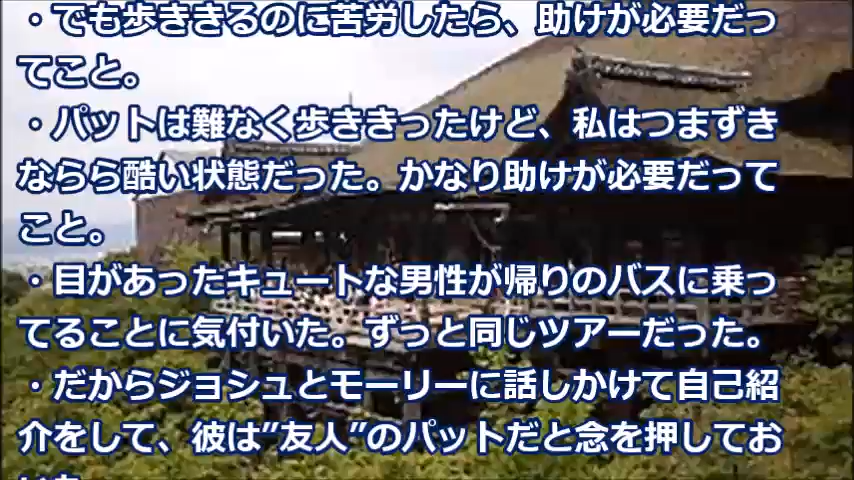 ・でも歩ききるのに苦労したら、助けが必要だっ
てこと。
・パットは難なく歩ききったけど、私はつまずき
ならら酷い状態だった。かなり助けが必要だって
こと。
・目があったキュートな男性が帰りのバスに乗っ
てることに気付いた。ずっと同じツアーだった。
・だからジョシュとモーリーに話しかけて自己紹
介をして、彼は”友人”のパットだと念を押してお